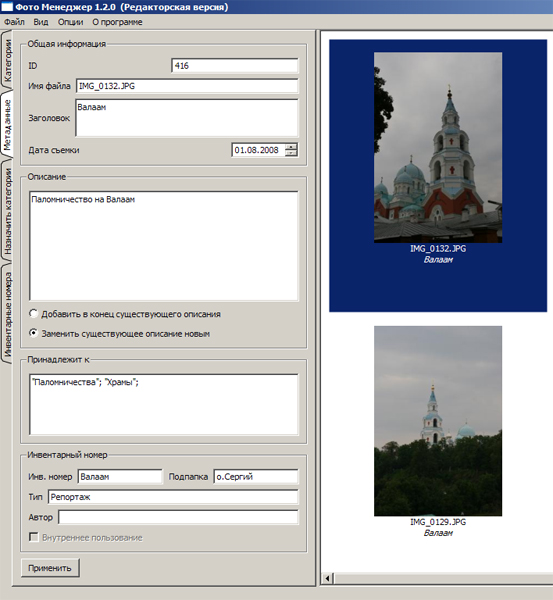 Фото Менеджер 1.2.0 (Редакторская версия)
Файл Вид Опции О программе
Категории
Метаданные
Назначить категории
Инвентарные номера
Общая информация
ID 416
Имя файла IMG_0132.JPG
Заголовок Валаам
Дата съемки 01.08.2008
Описание
Паломничество на Валаам
Добавить в конец существующего описания
Заменить существующее описание новым
Принадлежит к
"Паломничества"; "Храмы";
Инвентарный номер
Инв. номер Валаам Подпапка о.Сергий
Тип Репортаж
Автор
Внутреннее пользование
Применить
IMG_0132.JPG
Валаам
IMG_0129.JPG
Валаам